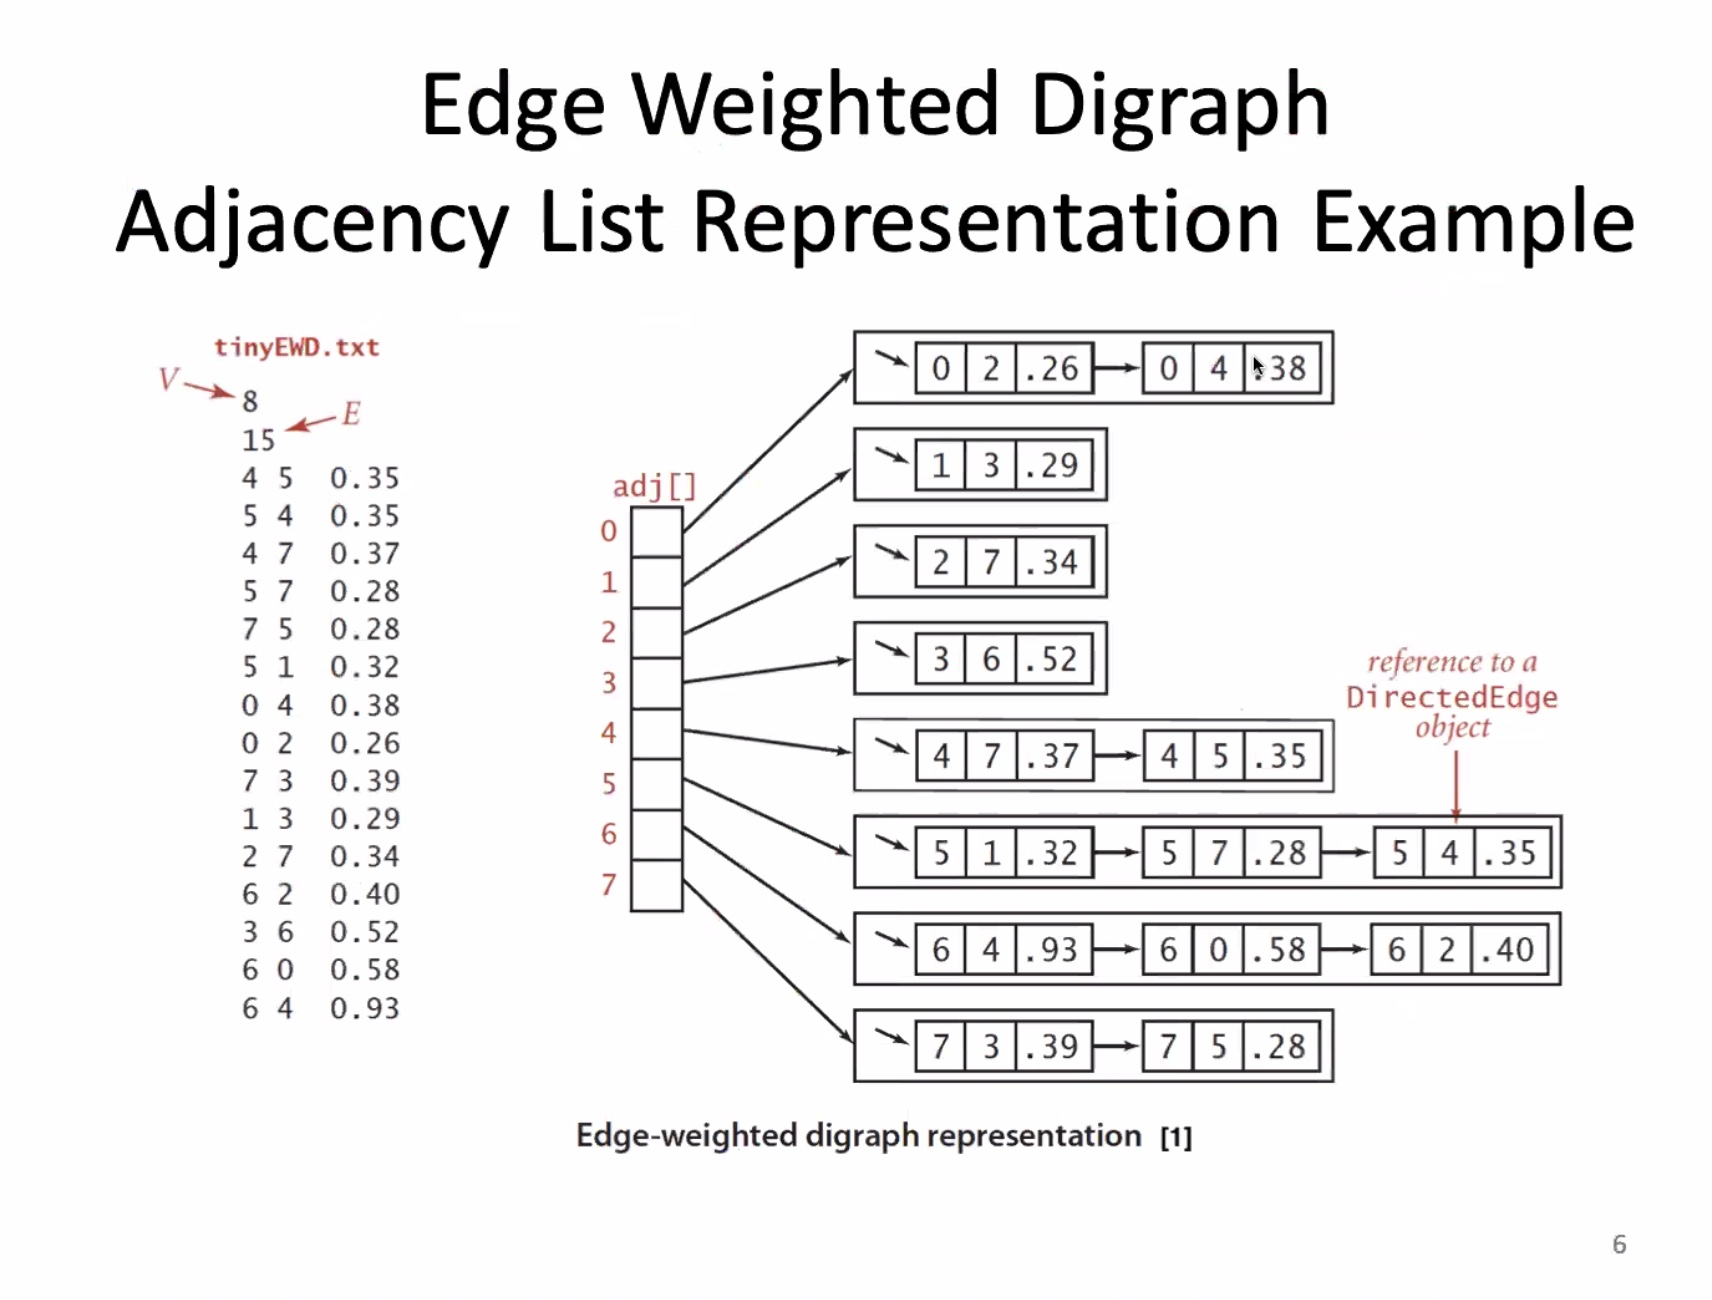 Edge Weighted Digraph
Adjacency List Representation Example
tinyEWD.txt
V
8
E
15
4 5 0.35
5 4 0.35
4 7 0.37
5 7 0.28
7 5 0.28
5 1 0.32
0 4 0.38
0 2 0.26
7 3 0.39
1 3 0.29
2 7 0.34
6 2 0.40
3 6 0.52
6 0 0.58
6 4 0.93
adj[]
0
1
2
3
4
5
6
7
0 2 .26 0 4 .38
1 3 .29
2 7 .34
3 6 .52
4 7 .37 4 5 .35
5 1 .32 5 7 .28 5 4 .35
6 4 .93 6 0 .58 6 2 .40
7 3 .39 7 5 .28
reference to a
DirectedEdge
object
Edge-weighted digraph representation [1]
6